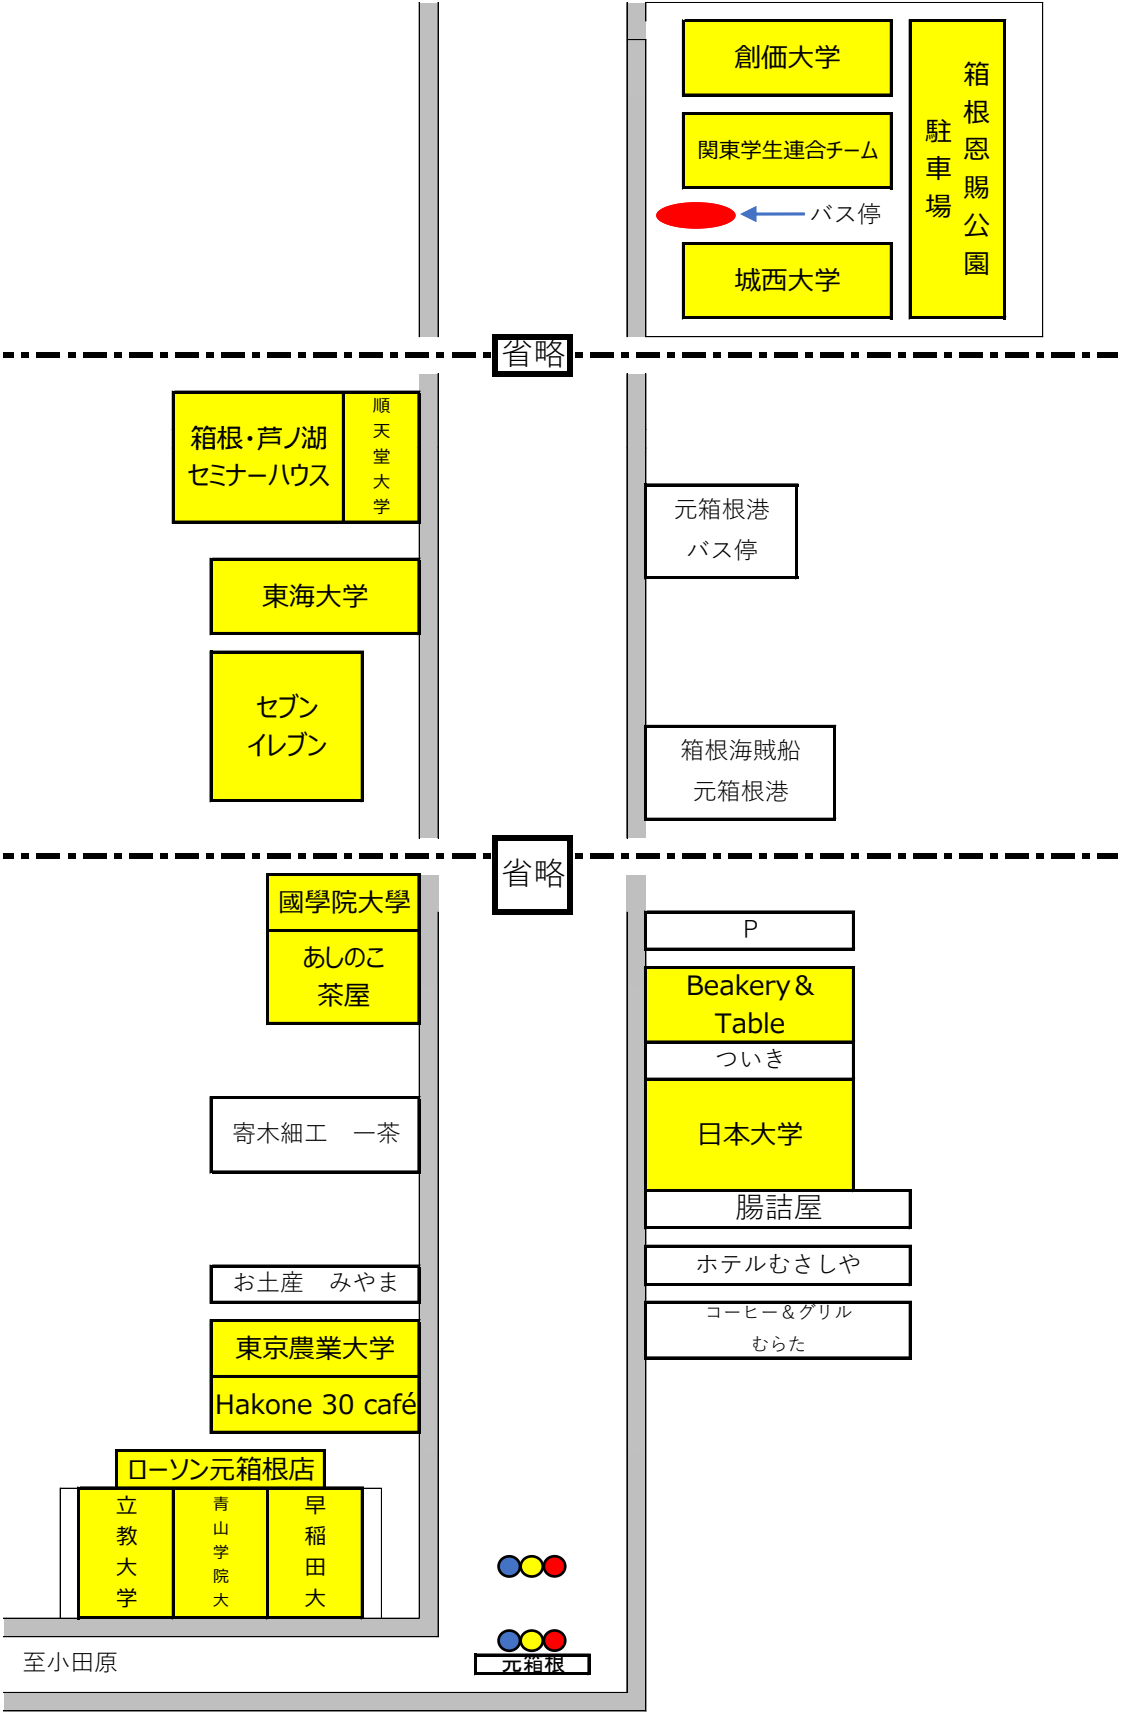 創価大学
関東学生連合チーム
バス停
城西大学
箱根恩賜公園
駐車場
省略
箱根・芦ノ湖
セミナーハウス
順天堂大学
元箱根港
バス停
東海大学
セブン
イレブン
箱根海賊船
元箱根港
省略
國學院大學
あしのこ
茶屋
P
Beakery&
Table
ついき
日本大学
寄木細工　一茶
腸詰屋
ホテルむさしや
お土産　みやま
コーヒー&グリル
むらた
東京農業大学
Hakone 30 café
ローソン元箱根店
立教大学
青山学院大
早稲田大
元箱根
至小田原